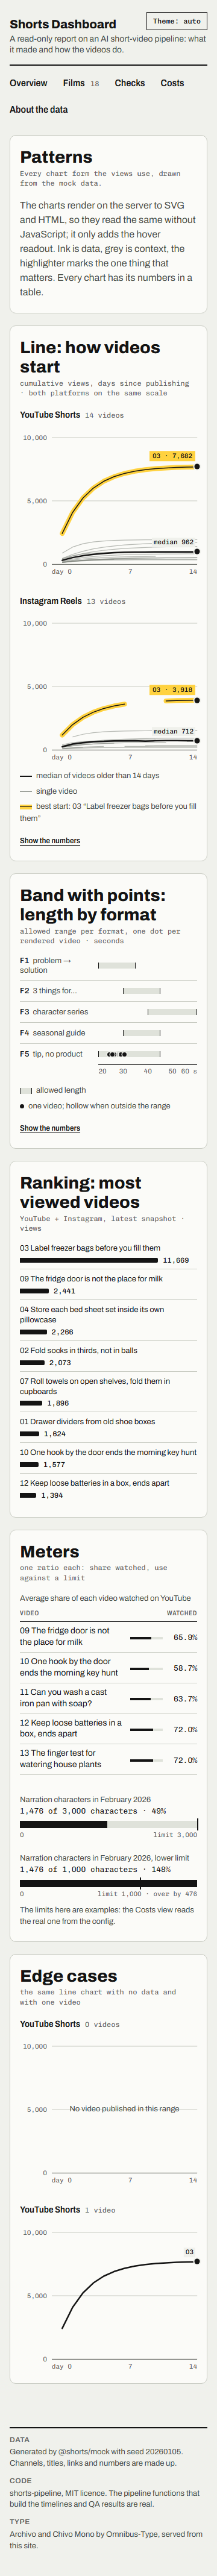 Shorts Dashboard
Theme: auto
A read-only report on an AI short-video pipeline: what
it made and how the videos do.
Overview Films 18 Checks Costs
About the data
Patterns
Every chart form the views use, drawn
from the mock data.
The charts render on the server to SVG
and HTML, so they read the same without
JavaScript; it only adds the hover
readout. Ink is data, grey is context, the
highlighter marks the one thing that
matters. Every chart has its numbers in a
table.
Line: how videos
start
cumulative views, days since publishing
· both platforms on the same scale
YouTube Shorts 14 videos
10,000
03 · 7,682
5,000
median 962
0
day 0 7 14
Instagram Reels 13 videos
10,000
5,000
03 · 3,918
median 712
0
day 0 7 14
median of videos older than 14 days
single video
best start: 03 “Label freezer bags before you fill
them”
Show the numbers
Band with points:
length by format
allowed range per format, one dot per
rendered video · seconds
F1 problem →
solution
F2 3 things for…
F3 character series
F4 seasonal guide
F5 tip, no product
20 30 40 50 60 s
allowed length
one video; hollow when outside the range
Show the numbers
Ranking: most
viewed videos
YouTube + Instagram, latest snapshot ·
views
03 Label freezer bags before you fill them
11,669
09 The fridge door is not the place for milk
2,441
04 Store each bed sheet set inside its own
pillowcase
2,266
02 Fold socks in thirds, not in balls
2,073
07 Roll towels on open shelves, fold them in
cupboards
1,896
01 Drawer dividers from old shoe boxes
1,624
10 One hook by the door ends the morning key hunt
1,577
12 Keep loose batteries in a box, ends apart
1,394
Meters
one ratio each: share watched, use
against a limit
Average share of each video watched on YouTube
VIDEO WATCHED
09 The fridge door is not
the place for milk
65.9%
10 One hook by the door
ends the morning key hunt
58.7%
11 Can you wash a cast
iron pan with soap?
63.7%
12 Keep loose batteries in a
box, ends apart
72.0%
13 The finger test for
watering house plants
72.0%
Narration characters in February 2026
1,476 of 3,000 characters · 49%
0 limit 3,000
Narration characters in February 2026, lower limit
1,476 of 1,000 characters · 148%
0 limit 1,000 · over by 476
The limits here are examples: the Costs view reads
the real one from the config.
Edge cases
the same line chart with no data and
with one video
YouTube Shorts 0 videos
10,000
5,000
No video published in this range
0
day 0 7 14
YouTube Shorts 1 video
10,000
03
5,000
0
day 0 7 14
DATA
Generated by @shorts/mock with seed 20260105.
Channels, titles, links and numbers are made up.
CODE
shorts-pipeline, MIT licence. The pipeline functions that
build the timelines and QA results are real.
TYPE
Archivo and Chivo Mono by Omnibus-Type, served from
this site.